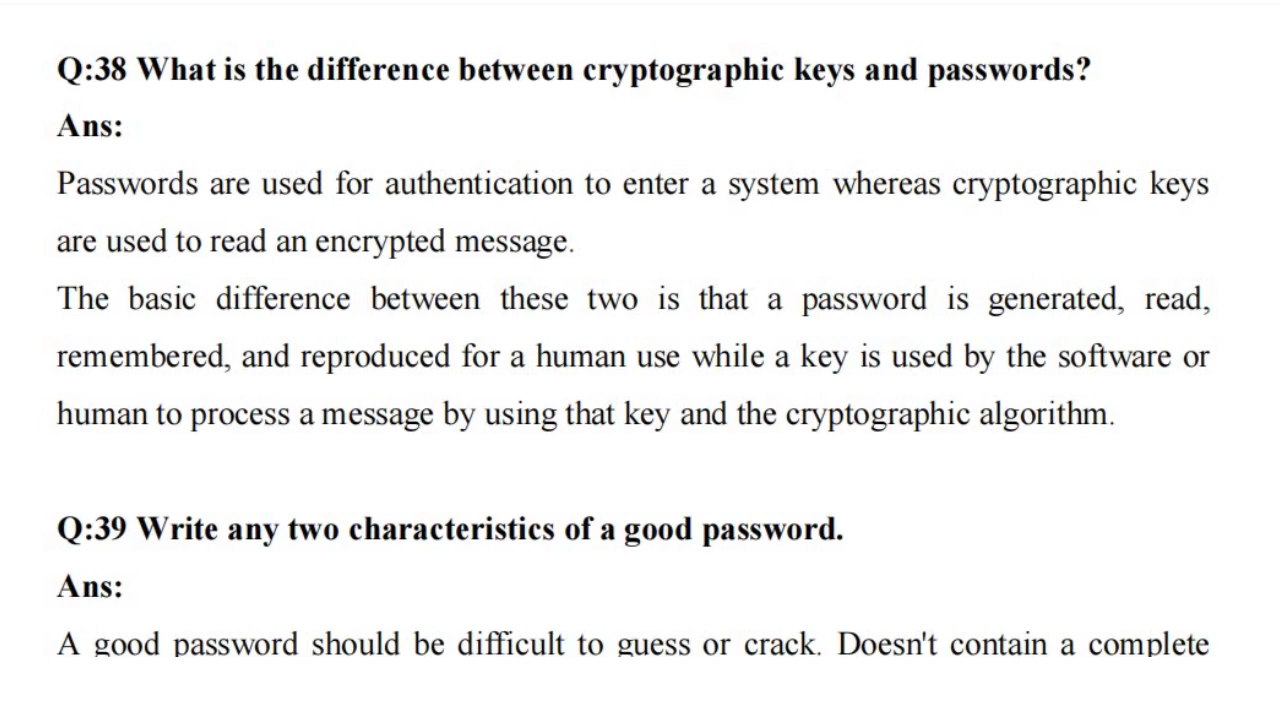 Q:38 What is the difference between cryptographic keys and passwords?
Ans:
Passwords are used for authentication to enter a system whereas cryptographic keys
are used to read an encrypted message.
The basic difference between these two is that a password is generated, read,
remembered, and reproduced for a human use while a key is used by the software or
human to process a message by using that key and the cryptographic algorithm.
Q:39 Write any two characteristics of a good password.
Ans:
A good password should be difficult to guess or crack. Doesn't contain a complete